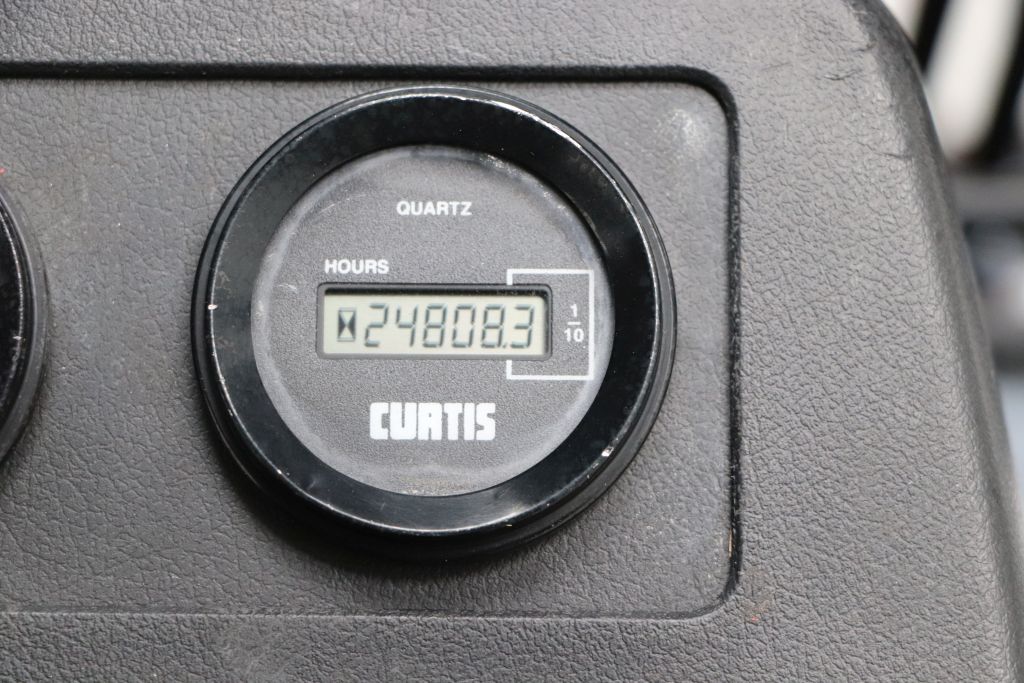 QUARTZ
HOURS
24808.3
1
10
CURTIS